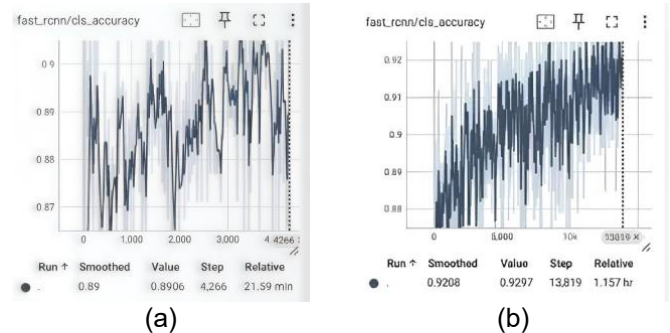 fast_rcnn/cls_accuracy
0.9
0.89
0.88
0.87
0 1,000 2,000 3,000 4 4266
Run ↑ Smoothed Value Step Relative
. 0.89 0.8906 4,266 21.59 min
(a)
fast_rcnn/cls_accuracy
0.92
0.91
0.9
0.89
0.88
0 10k
Run ↑ Smoothed Value Step Relative
. 0.9208 0.9297 13,819 1.157 hr
(b)